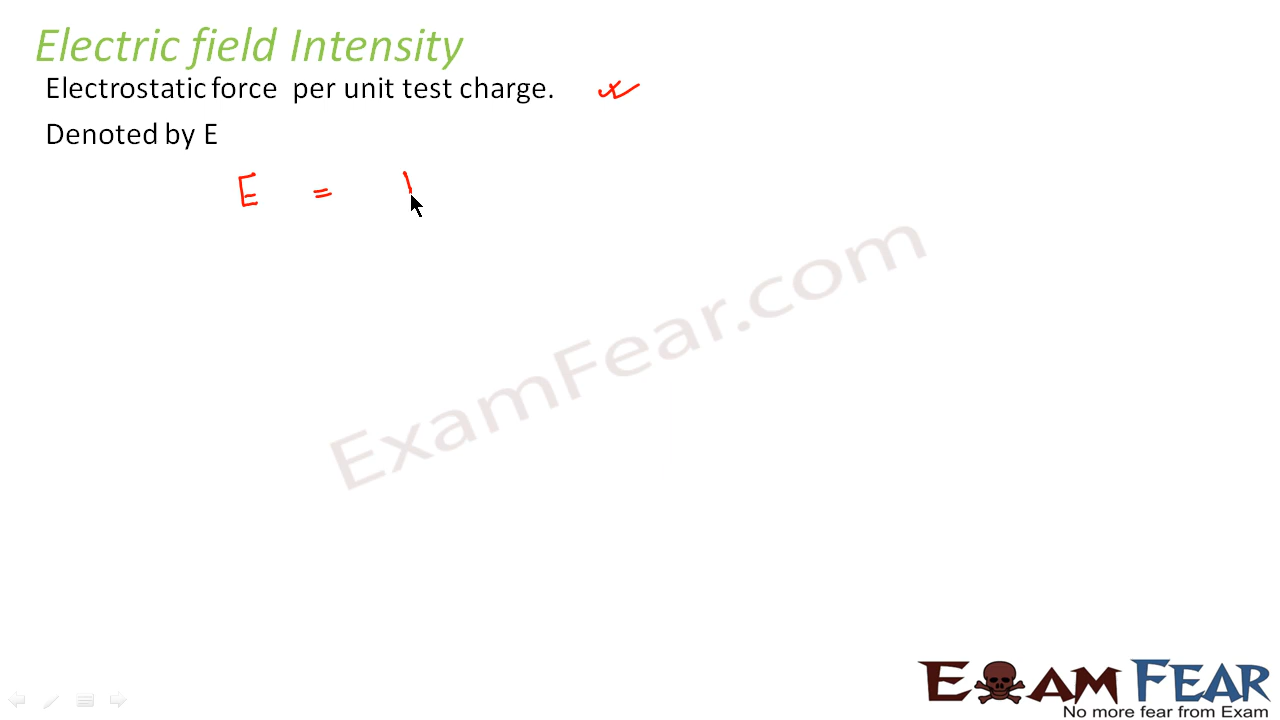 Electric field Intensity
Electrostatic force per unit test charge.
Denoted by E
E =
ExamFear.com
EXAM FEAR
No more fear from Exam